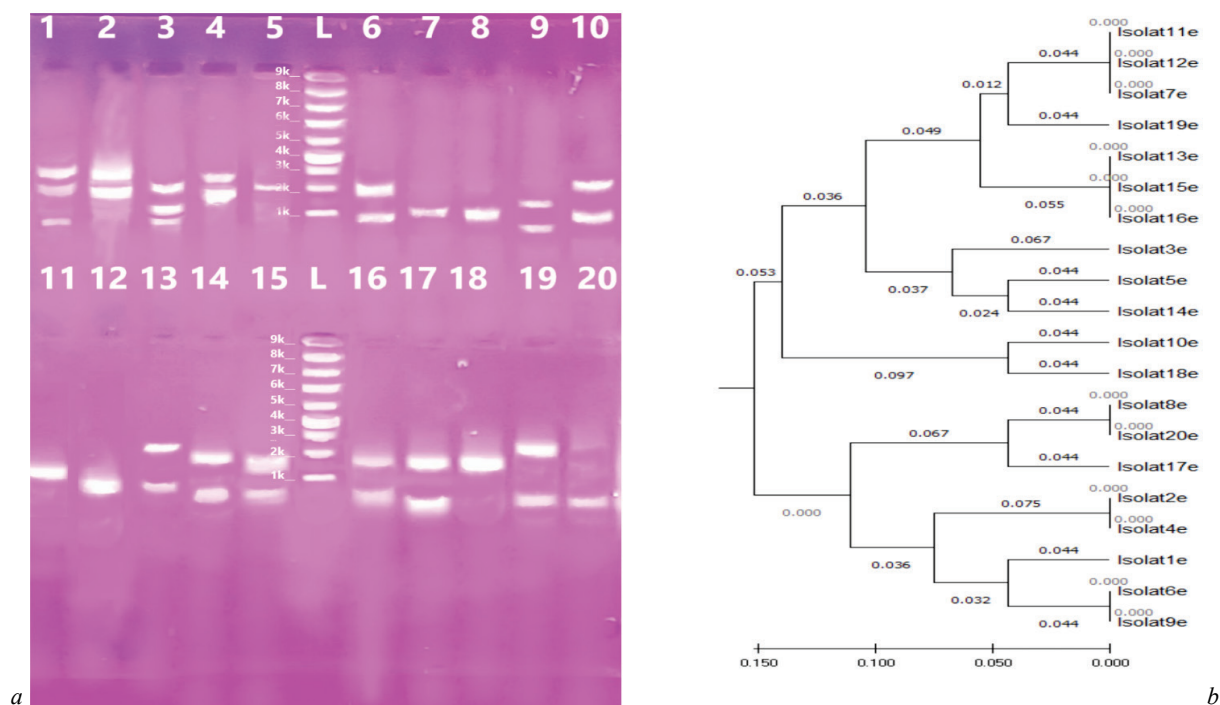 1 2 3 4 5 L 6 7 8 9 10
9k
8k
7k
6k
5k
4k
3k
2k
1k
11 12 13 14 15 L 16 17 18 19 20
9k
8k
7k
6k
5k
4k
3k
2k
1k
a
0.000
Isolat11e
0.044
0.000
Isolat12e
0.012
0.000
Isolat7e
0.044
Isolat19e
0.049
0.000
Isolat13e
0.000
Isolat15e
0.055
0.000
Isolat16e
0.036
0.067
Isolat3e
0.053
0.044
Isolat5e
0.037
0.024
0.044
Isolat14e
0.044
Isolat10e
0.097
0.044
Isolat18e
0.000
Isolat8e
0.044
0.000
Isolat20e
0.067
0.044
Isolat17e
0.000
0.000
Isolat2e
0.075
0.000
Isolat4e
0.036
0.044
Isolat1e
0.032
0.000
Isolat6e
0.044
0.000
Isolat9e
0.150 0.100 0.050 0.000
b